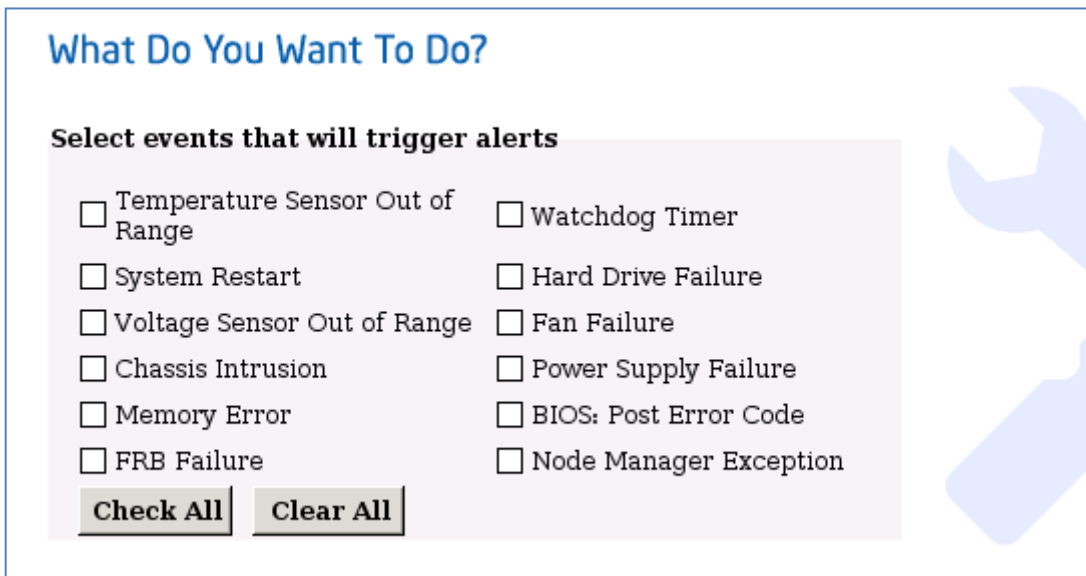 What Do You Want To Do?
Select events that will trigger alerts
Temperature Sensor Out of
Range
Watchdog Timer
System Restart
Hard Drive Failure
Voltage Sensor Out of Range
Fan Failure
Chassis Intrusion
Power Supply Failure
Memory Error
BIOS: Post Error Code
FRB Failure
Node Manager Exception
Check All
Clear All